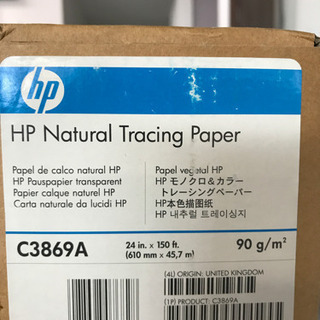 hp
HP Natural Tracing Paper
Papel de calco natural HP
HP Pauspapier transparent
Papier calque naturel HP
Carta naturale da lucidi HP
Papel vegetal HP
HP モノクロ＆カラー
トレーシングペーパー
HP本色描图纸
HP 내추럴 트레이싱지
C3869A
24 in. x 150 ft.
(610 mm x 45,7 m)
90 g/m²
(4L) ORIGIN: UNITED KINGDOM
(1P) PRODUCT: C3869A